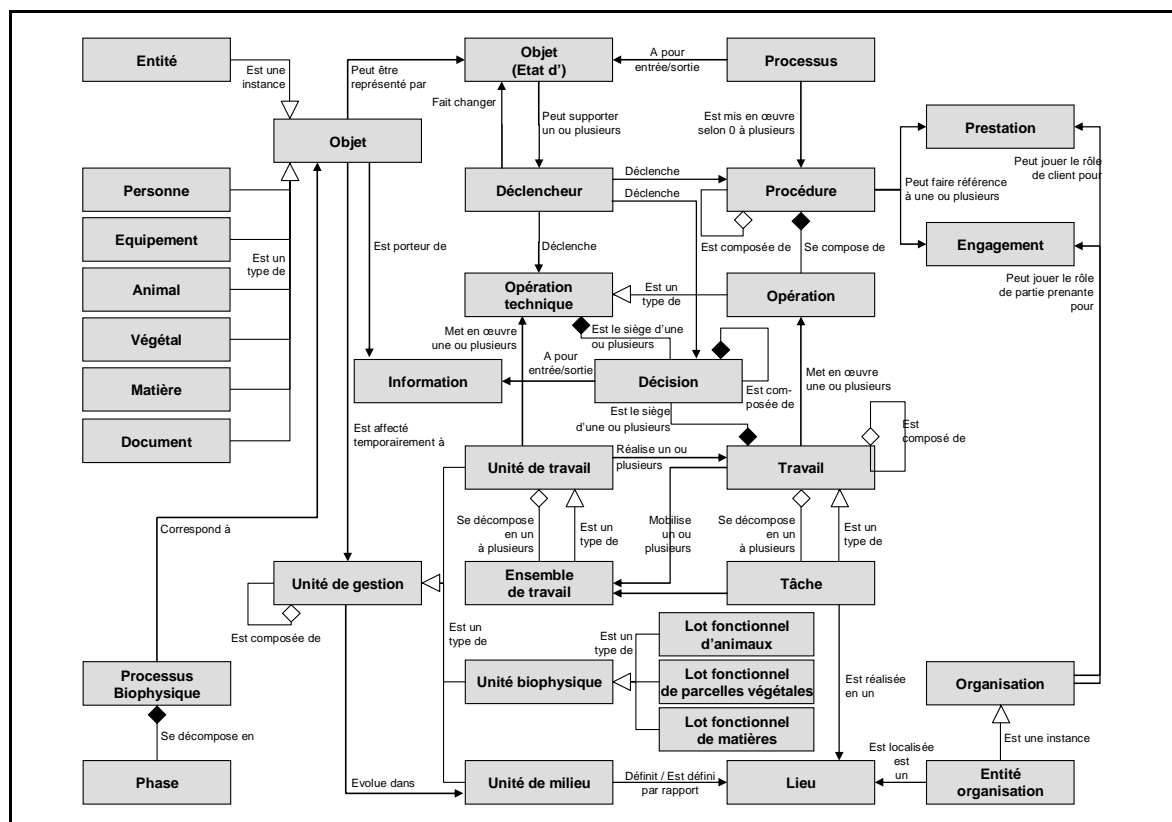 Entité
Est une
instance
Peut être
représenté par
Objet
(Etat d’)
A pour
entrée/sortie
Processus
Fait changer
Peut supporter
un ou plusieurs
Est mis en œuvre
selon 0 à plusieurs
Prestation
Objet
Peut jouer le rôle
de client pour
Personne
Déclencheur
Déclenche
Déclenche
Procédure
Peut faire référence
à une ou plusieurs
Equipement
Est un
type de
Est porteur de
Déclenche
Est composée de
Se compose de
Engagement
Animal
Opération
technique
Est un
type de
Opération
Peut jouer le rôle
de partie prenante
pour
Végétal
Met en œuvre
une ou plusieurs
Est le siège d’une
ou plusieurs
Matière
Information
A pour
entrée/sortie
Décision
Est com-
posée de
Met en œuvre
une ou plusieurs
Document
Est affecté
temporairement à
Est le siège
d’une ou plusieurs
Est
composé de
Unité de travail
Réalise un ou
plusieurs
Travail
Correspond à
Se décompose
en un
à plusieurs
Est un
type de
Mobilise
un ou
plusieurs
Se décompose
en un
à plusieurs
Est un
type de
Unité de gestion
Ensemble
de travail
Tâche
Est composée de
Est un
type de
Est un
type de
Lot fonctionnel
d’animaux
Processus
Biophysique
Unité biophysique
Lot fonctionnel
de parcelles végétales
Est réalisée
en un
Organisation
Lot fonctionnel
de matières
Se décompose en
Est une instance
Est localisée
est
un
Phase
Evolue dans
Unité de milieu
Définit / Est défini
par rapport
Lieu
Entité
organisation